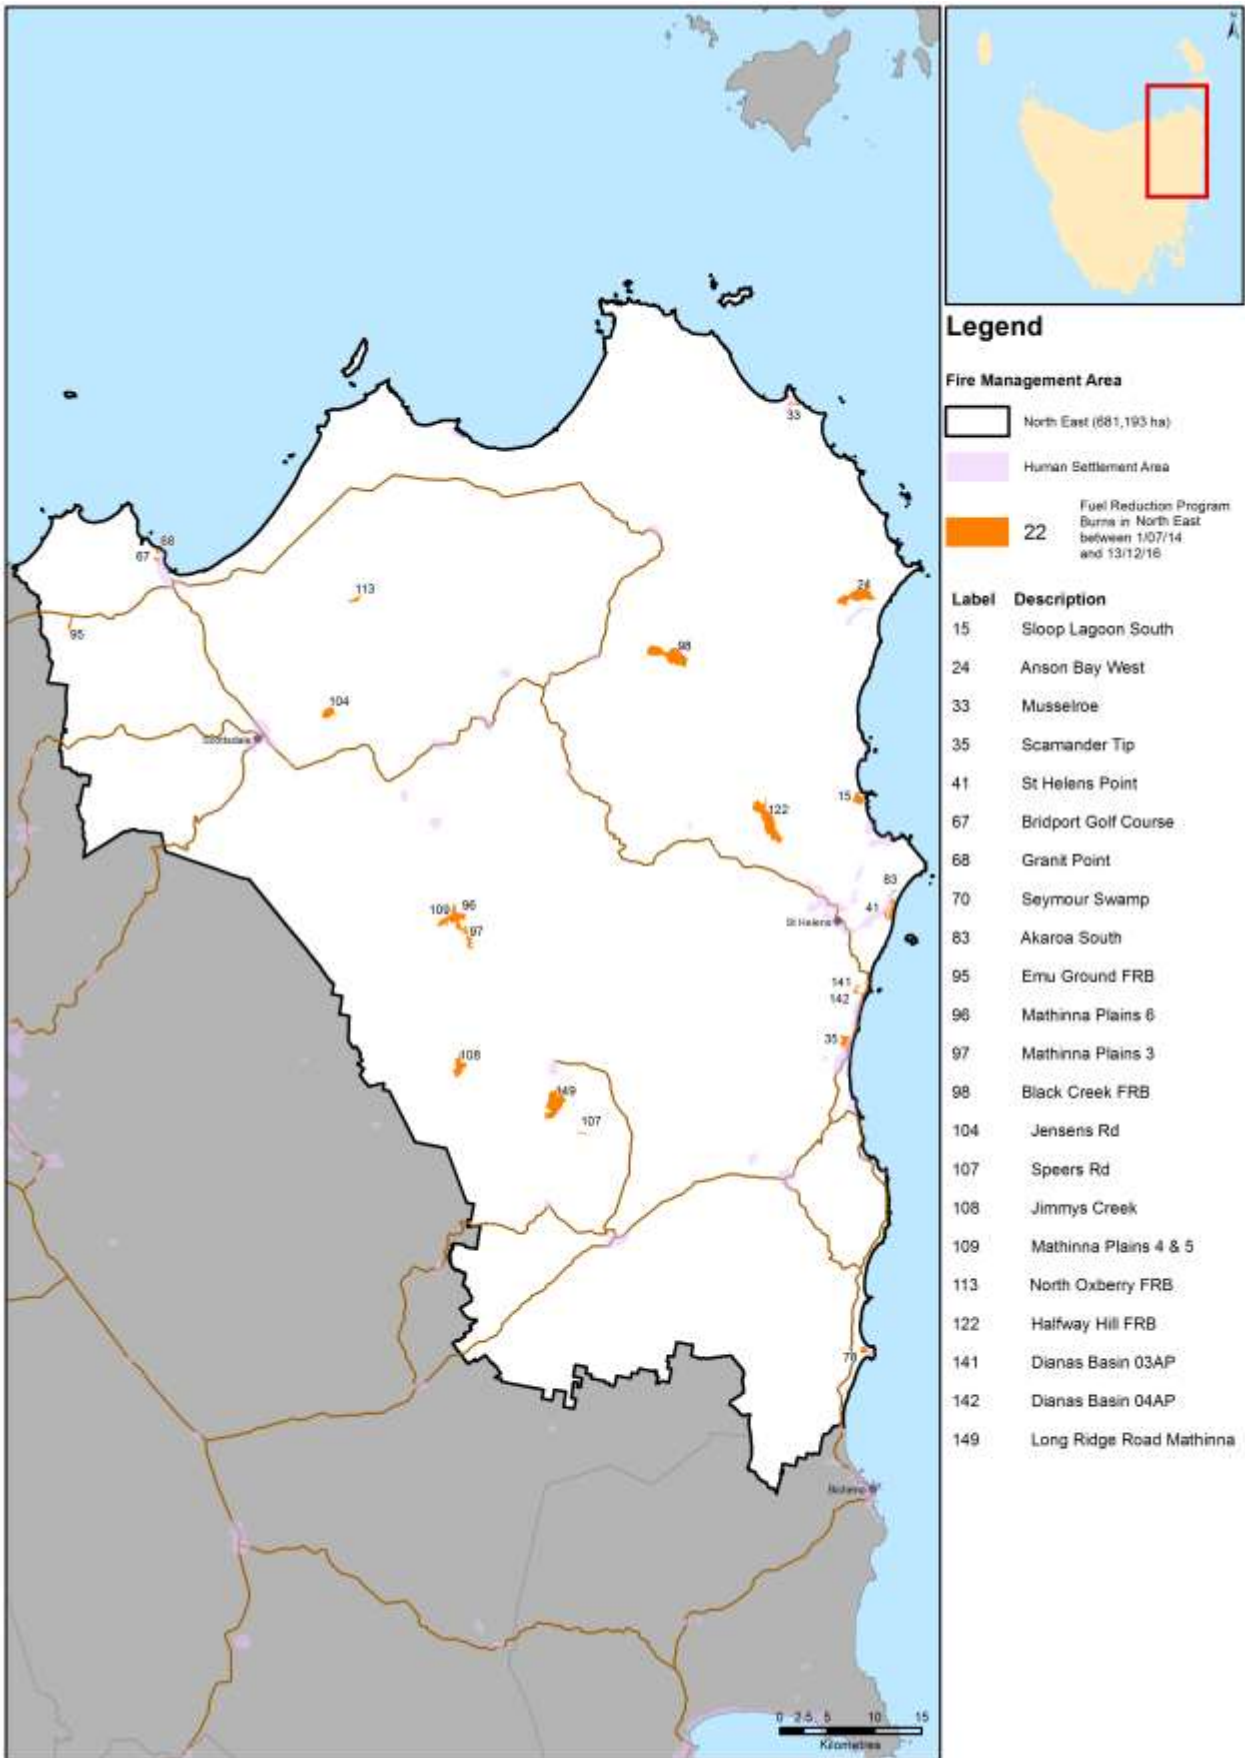 N
33
68
67
113
24
95
98
104
Scottsdale
15
122
83
109
96
41
St Helens
97
141
142
35
108
149
107
70
Bicheno
0 2.5 5 10 15
Kilometres
Legend
Fire Management Area
North East (681,193 ha)
Human Settlement Area
22
Fuel Reduction Program
Burns in North East
between 1/07/14
and 13/12/16
Label Description
15 Sloop Lagoon South
24 Anson Bay West
33 Musselroe
35 Scamander Tip
41 St Helens Point
67 Bridport Golf Course
68 Granit Point
70 Seymour Swamp
83 Akaroa South
95 Emu Ground FRB
96 Mathinna Plains 6
97 Mathinna Plains 3
98 Black Creek FRB
104 Jensens Rd
107 Speers Rd
108 Jimmys Creek
109 Mathinna Plains 4 & 5
113 North Oxberry FRB
122 Halfway Hill FRB
141 Dianas Basin 03AP
142 Dianas Basin 04AP
149 Long Ridge Road Mathinna